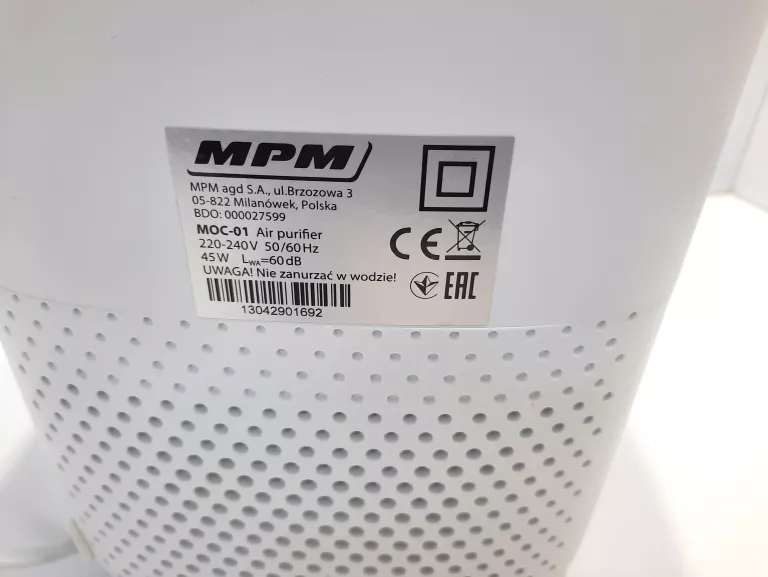 MPM
MPM agd S.A., ul.Brzozowa 3
05-822 Milanówek, Polska
BDO: 000027599
MOC-01 Air purifier
220-240V 50/60Hz
45W LWA=60dB
UWAGA! Nie zanurzać w wodzie!
13042901692
CE
EAC